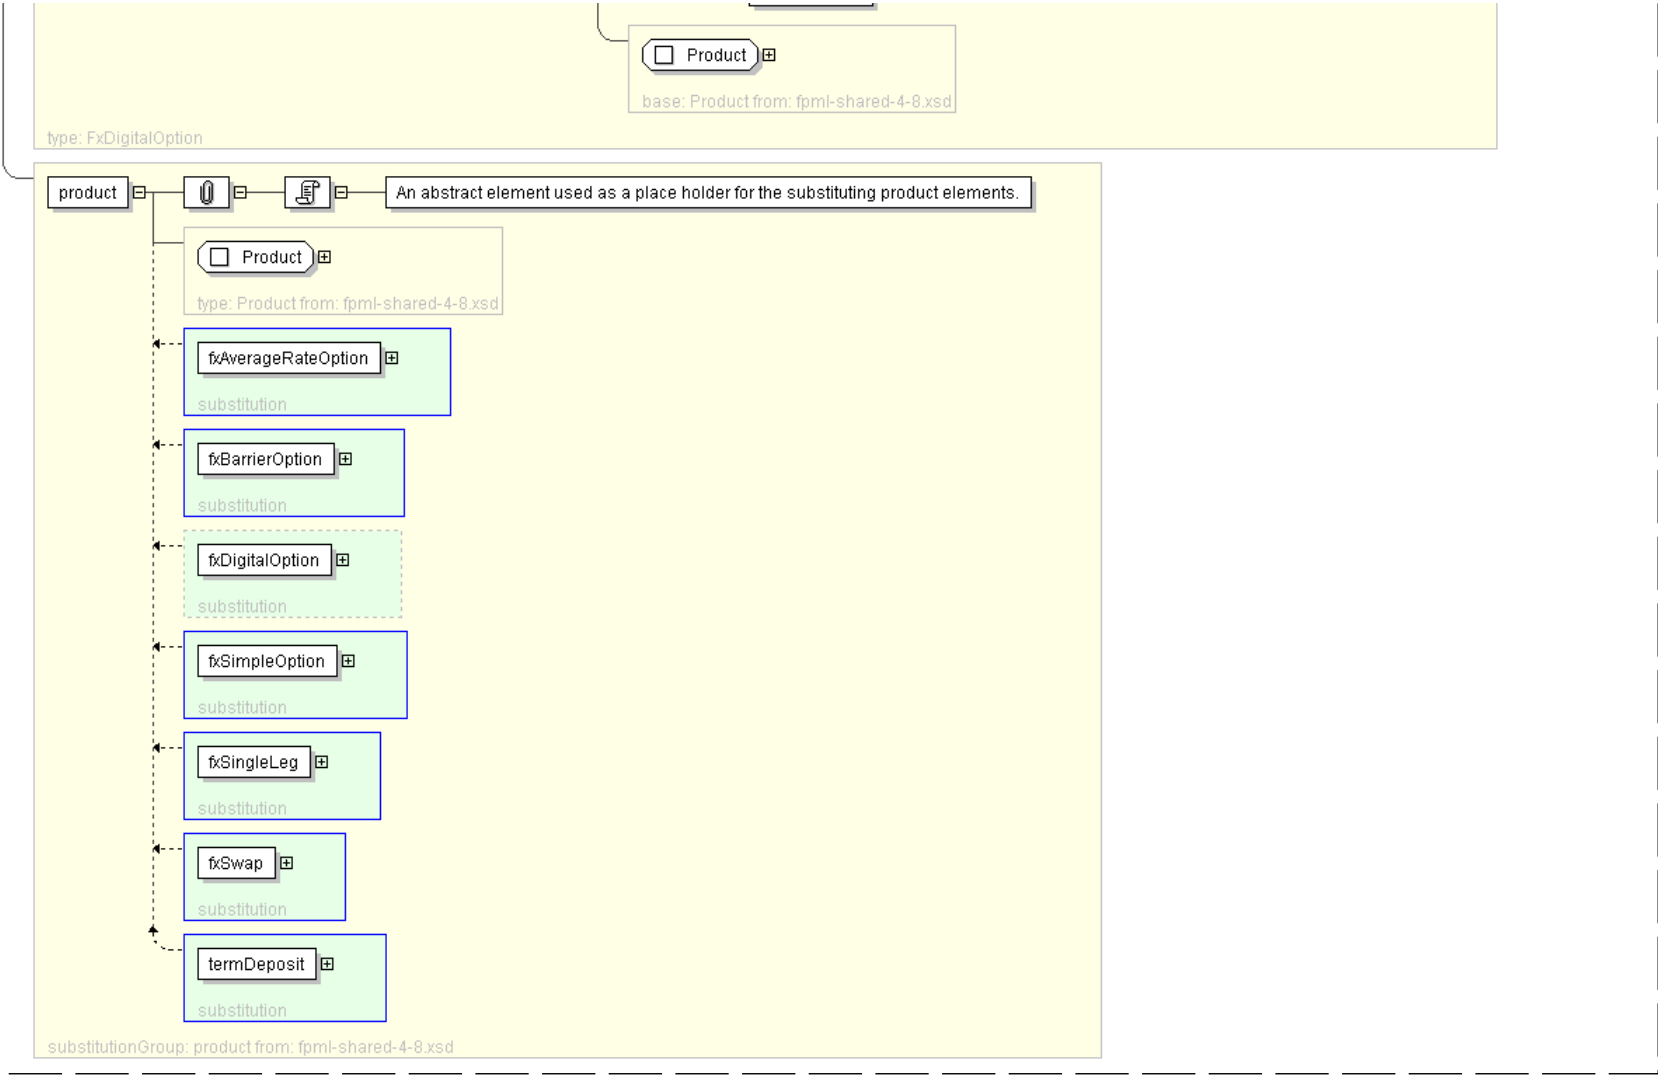 Product
base: Product from: fpml-shared-4-8.xsd
type: FxDigitalOption
product
An abstract element used as a place holder for the substituting product elements.
Product
type: Product from: fpml-shared-4-8.xsd
fxAverageRateOption
substitution
fxBarrierOption
substitution
fxDigitalOption
substitution
fxSimpleOption
substitution
fxSingleLeg
substitution
fxSwap
substitution
termDeposit
substitution
substitutionGroup: product from: fpml-shared-4-8.xsd